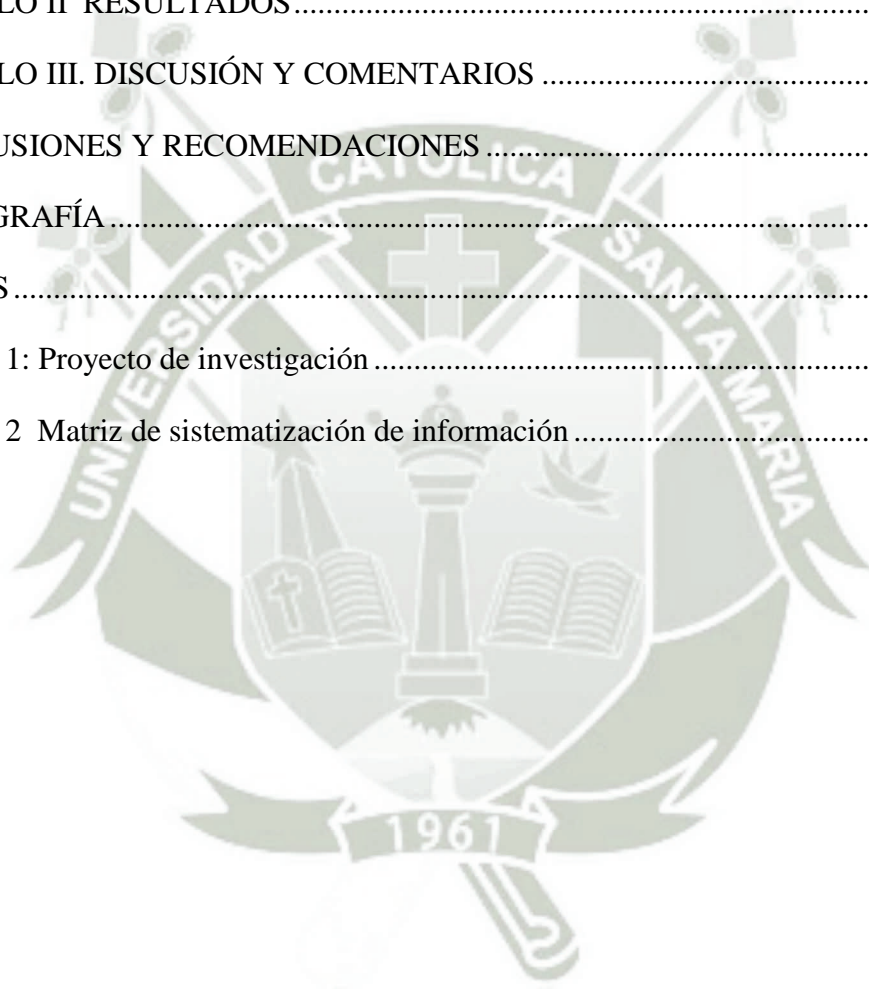 LO II RESULTADOS
LO III. DISCUSIÓN Y COMENTARIOS
USIONES Y RECOMENDACIONES
GRAFÍA
S
1: Proyecto de investigación
2 Matriz de sistematización de información
UNIVERSIDAD CATOLICA SANTA MARIA
1961